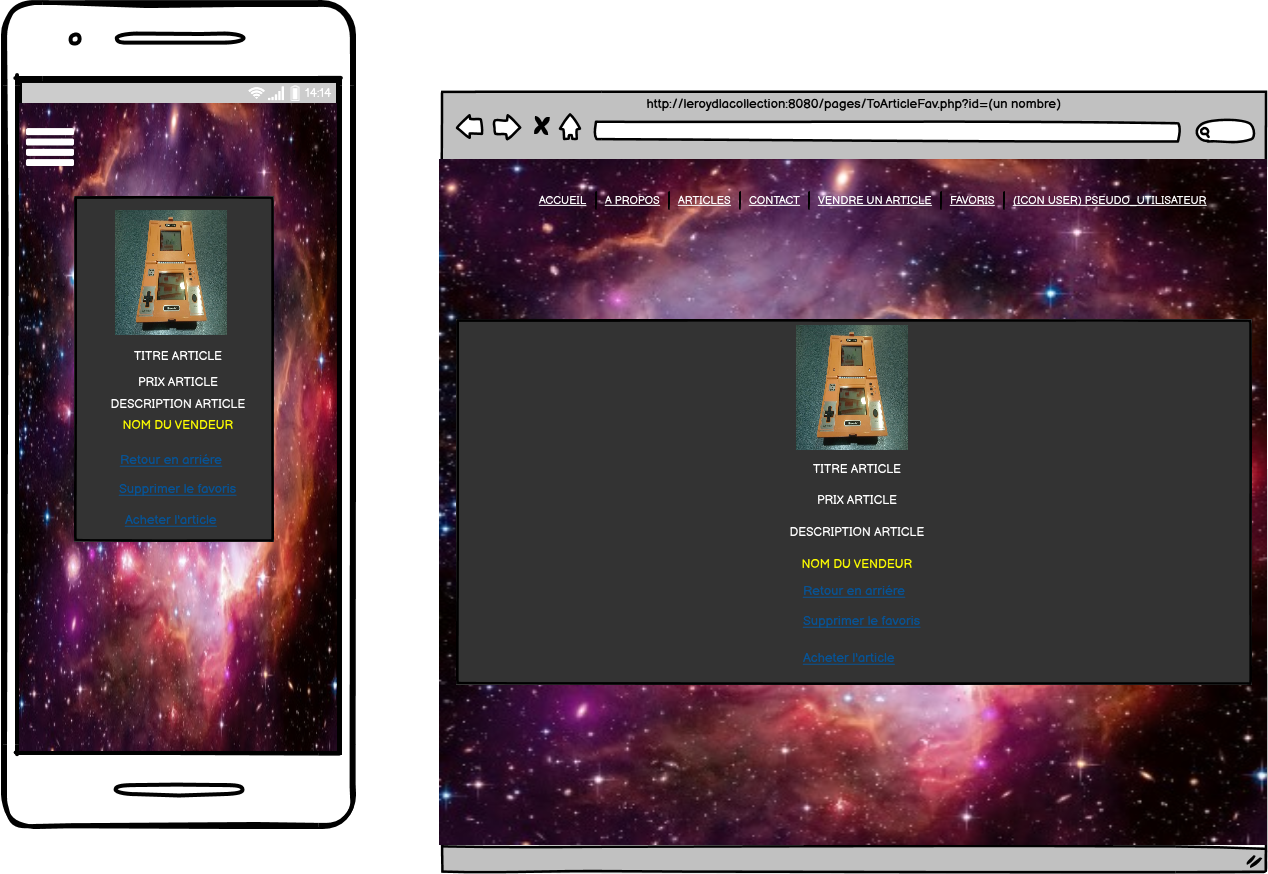 14:14
TITRE ARTICLE
PRIX ARTICLE
DESCRIPTION ARTICLE
NOM DU VENDEUR
Retour en arrière
Supprimer le favoris
Acheter l'article
http://leroydlacollection:8080/pages/ToArticleFav.php?id=(un nombre)
ACCUEIL A PROPOS ARTICLES CONTACT VENDRE UN ARTICLE FAVORIS (ICON USER) PSEUDO_UTILISATEUR
TITRE ARTICLE
PRIX ARTICLE
DESCRIPTION ARTICLE
NOM DU VENDEUR
Retour en arrière
Supprimer le favoris
Acheter l'article